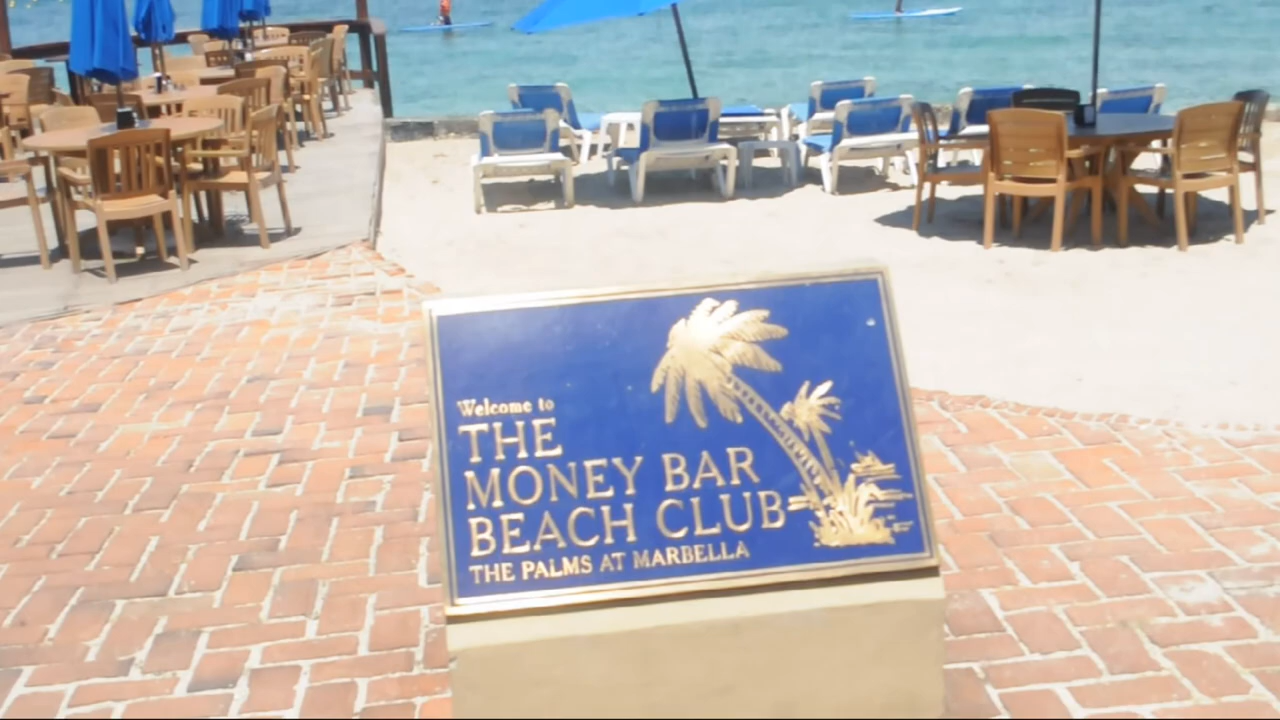 Welcome to
THE
MONEY BAR
BEACH CLUB
THE PALMS AT MARBELLA